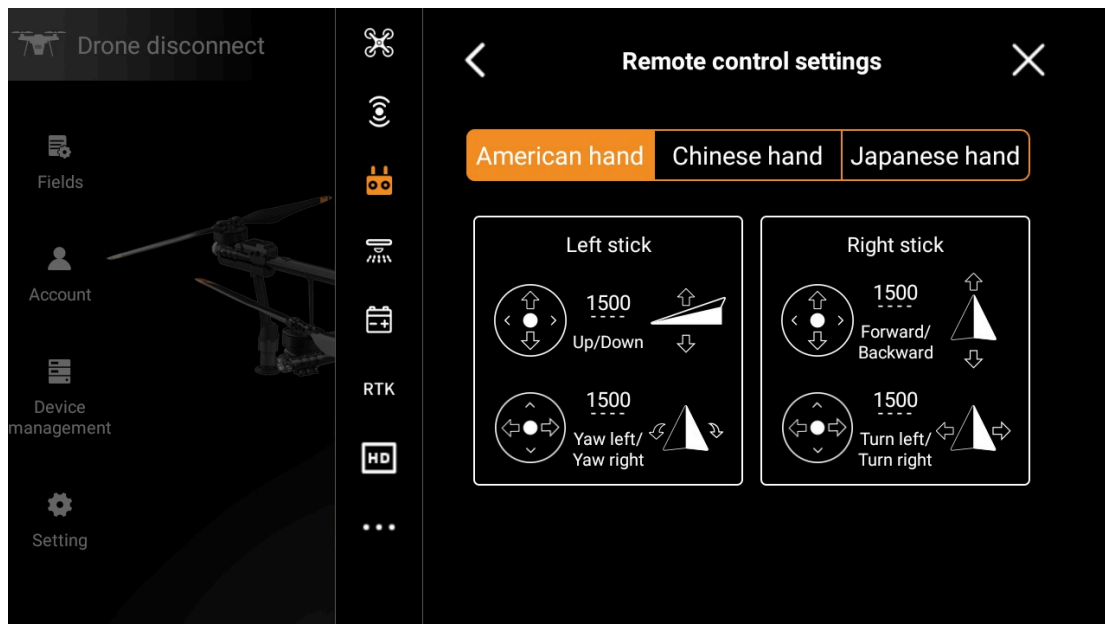 Drone disconnect
Fields
Account
Device
management
Setting
RTK
HD
Remote control settings
American hand
Chinese hand
Japanese hand
Left stick
1500
Up/Down
1500
Yaw left/
Yaw right
Right stick
1500
Forward/
Backward
1500
Turn left/
Turn right